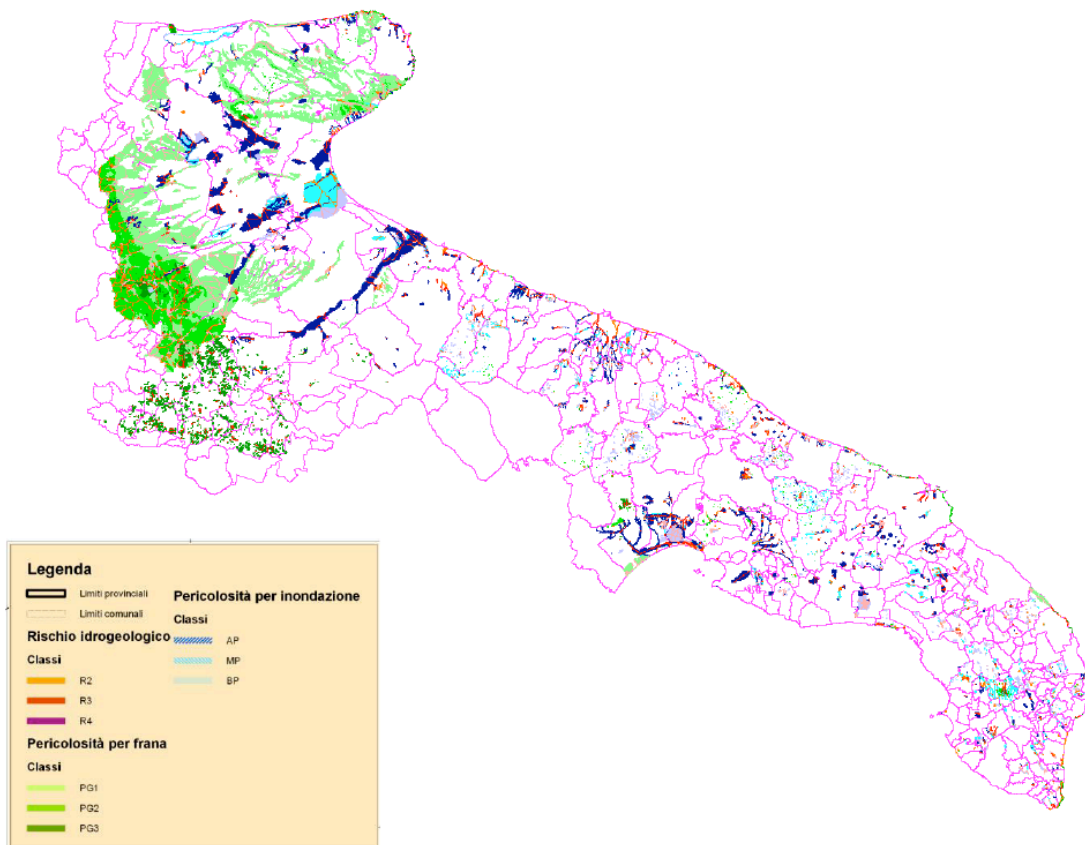 Legenda
Limiti provinciali
Limiti comunali
Rischio idrogeologico
Classi
R2
R3
R4
Pericolosità per frana
Classi
PG1
PG2
PG3
Pericolosità per inondazione
Classi
AP
MP
BP